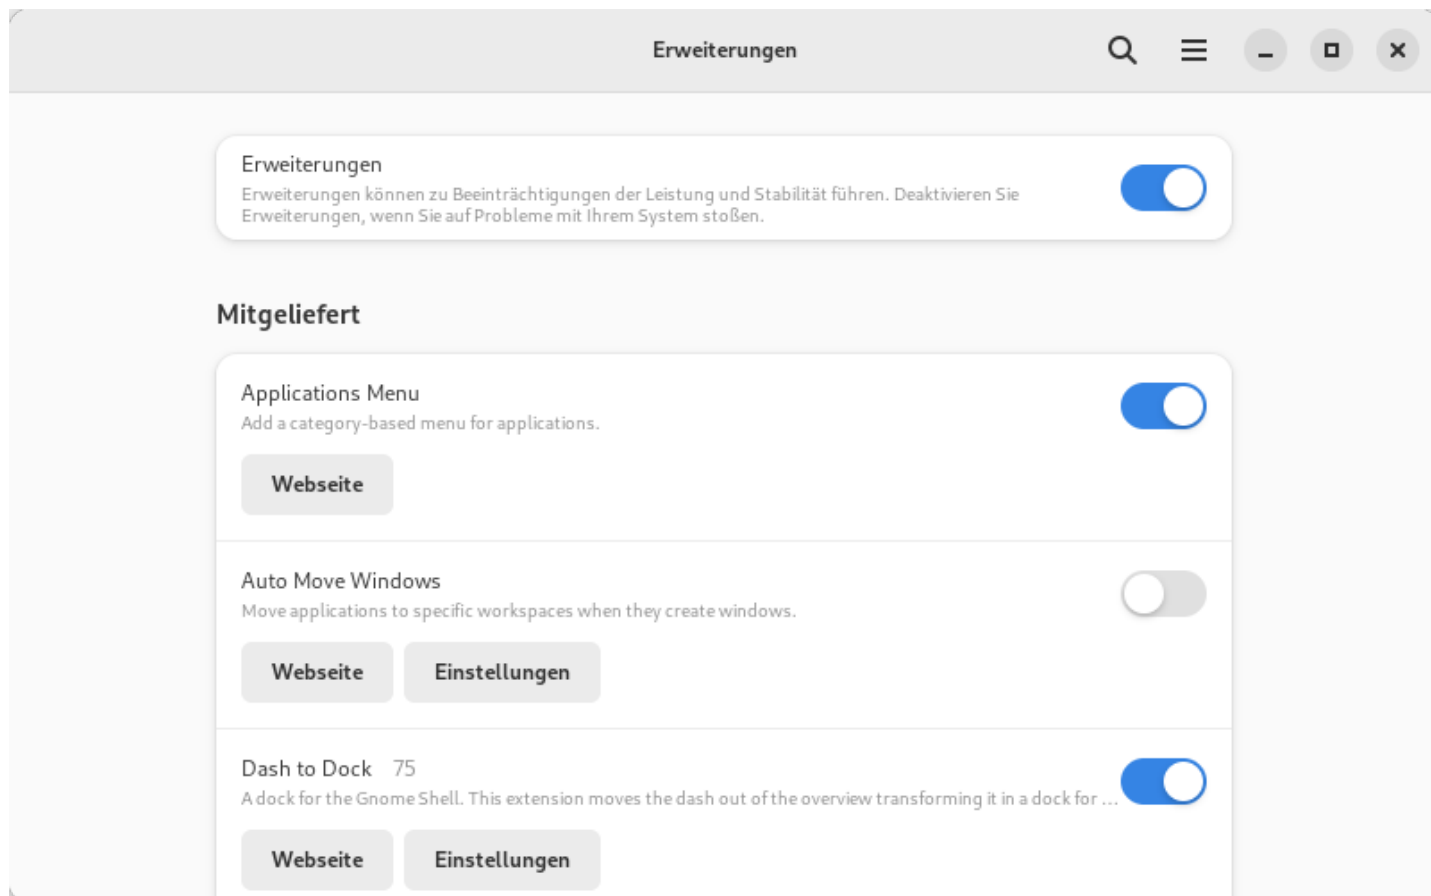 Erweiterungen
Erweiterungen
Erweiterungen können zu Beeinträchtigungen der Leistung und Stabilität führen. Deaktivieren Sie
Erweiterungen, wenn Sie auf Probleme mit Ihrem System stoßen.
Mitgeliefert
Applications Menu
Add a category-based menu for applications.
Webseite
Auto Move Windows
Move applications to specific workspaces when they create windows.
Webseite Einstellungen
Dash to Dock 75
A dock for the Gnome Shell. This extension moves the dash out of the overview transforming it in a dock for …
Webseite Einstellungen